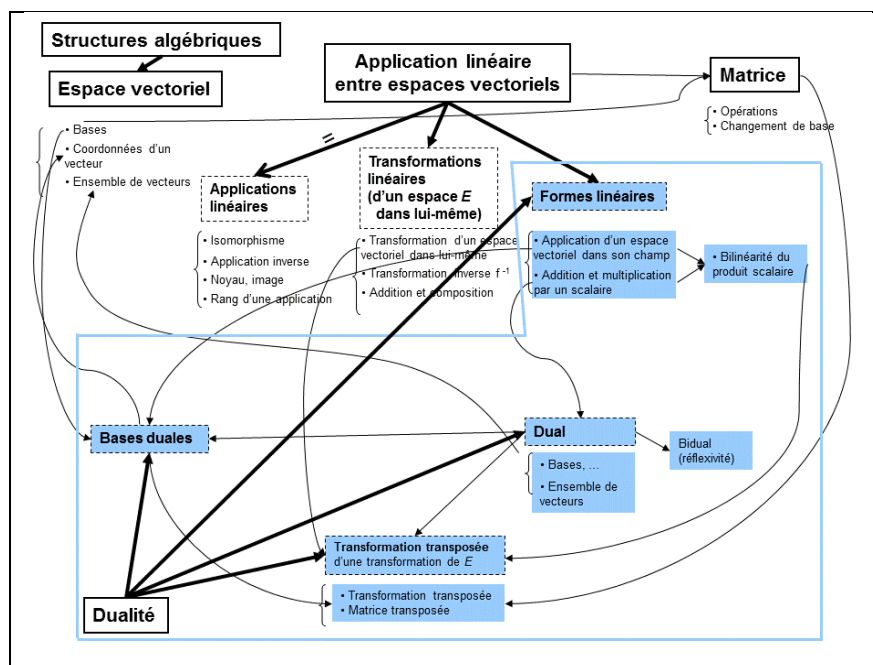 Structures algébriques
Espace vectoriel
Application linéaire
entre espaces vectoriels
Matrice
• Opérations
• Changement de base
• Bases
• Coordonnées d'un
vecteur
• Ensemble de vecteurs
=
Applications
linéaires
Transformations
linéaires
(d'un espace E
dans lui-même)
Formes linéaires
• Isomorphisme
• Application inverse
• Noyau, image
• Rang d'une application
• Transformation d'un espace
vectoriel dans lui-même
• Transformation inverse f⁻¹
• Addition et composition
• Application d'un espace
vectoriel dans son champ
• Addition et multiplication
par un scalaire
• Bilinéarité du
produit scalaire
Bases duales
Dual
• Bases, …
• Ensemble de
vecteurs
Bidual
(réflexivité)
Transformation transposée
d'une transformation de E
• Transformation transposée
• Matrice transposée
Dualité